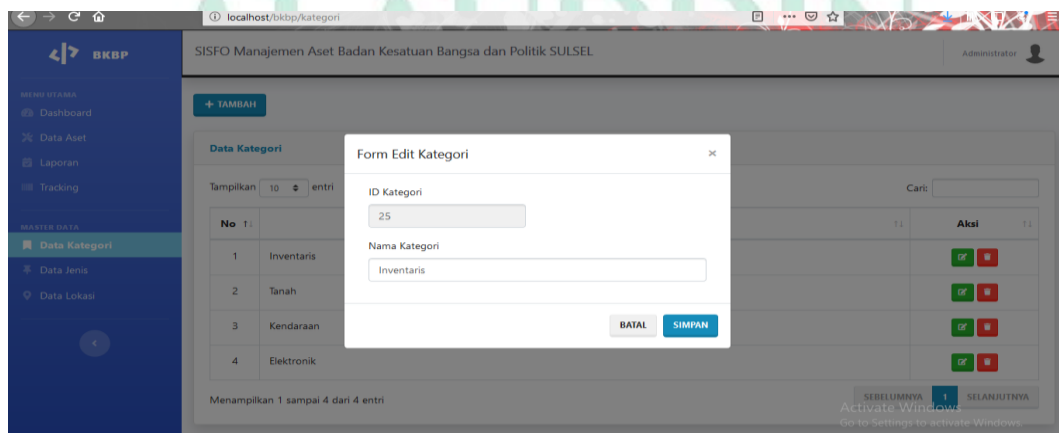 localhost/bkbp/kategori
BKBP
SISFO Manajemen Aset Badan Kesatuan Bangsa dan Politik SULSEL
Administrator
MENU UTAMA
Dashboard
Data Aset
Laporan
Tracking
MASTER DATA
Data Kategori
Data Jenis
Data Lokasi
+ TAMBAH
Data Kategori
Tampilkan 10 entri
Cari:
No
Aksi
1 Inventaris
2 Tanah
3 Kendaraan
4 Elektronik
Menampilkan 1 sampai 4 dari 4 entri
SEBELUMNYA 1 SELANJUTNYA
Form Edit Kategori ×
ID Kategori
25
Nama Kategori
Inventaris
BATAL SIMPAN
Activate Windows
Go to Settings to activate Windows.